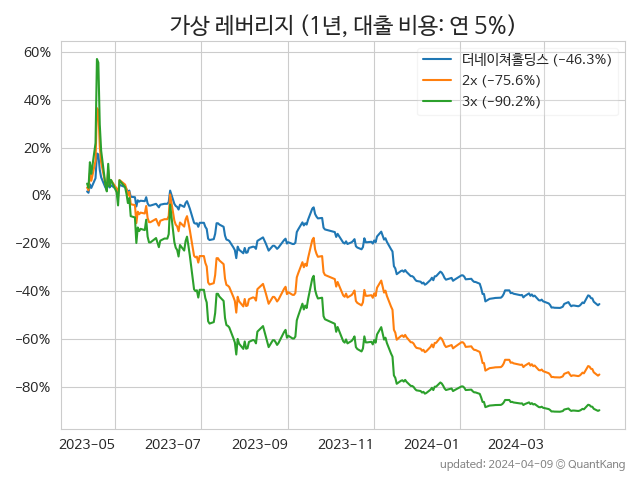 가상 레버리지 (1년, 대출 비용: 연 5%)
더네이쳐홀딩스 (-46.3%)
2x (-75.6%)
3x (-90.2%)
60%
40%
20%
0%
−20%
−40%
−60%
−80%
2023-05 2023-07 2023-09 2023-11 2024-01 2024-03
updated: 2024-04-09 © QuantKang